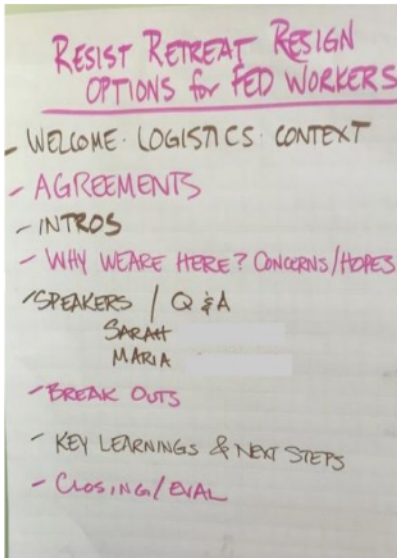 RESIST RETREAT RESIGN
OPTIONS for FED WORKERS
- WELCOME · LOGISTICS · CONTEXT
- AGREEMENTS
- INTROS
- WHY WE ARE HERE? CONCERNS/HOPES
- SPEAKERS / Q & A
SARAH
MARIA
- BREAK OUTS
- KEY LEARNINGS & NEXT STEPS
- CLOSING/EVAL